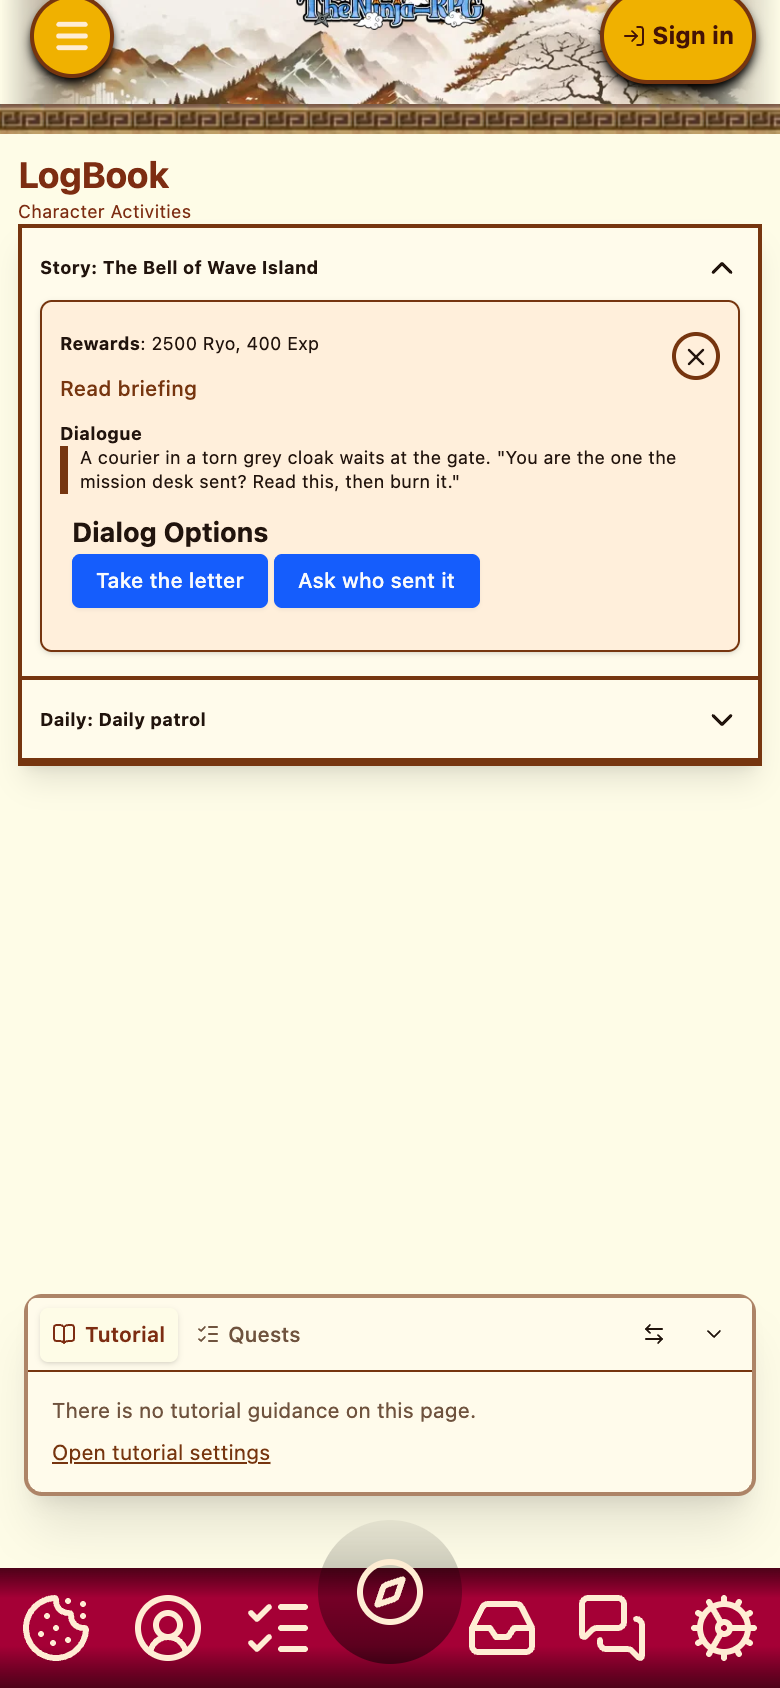 TheNinja-RPG
Sign in
LogBook
Character Activities
Story: The Bell of Wave Island
Rewards: 2500 Ryo, 400 Exp
Read briefing
Dialogue
A courier in a torn grey cloak waits at the gate. "You are the one the
mission desk sent? Read this, then burn it."
Dialog Options
Take the letter
Ask who sent it
Daily: Daily patrol
Tutorial
Quests
There is no tutorial guidance on this page.
Open tutorial settings